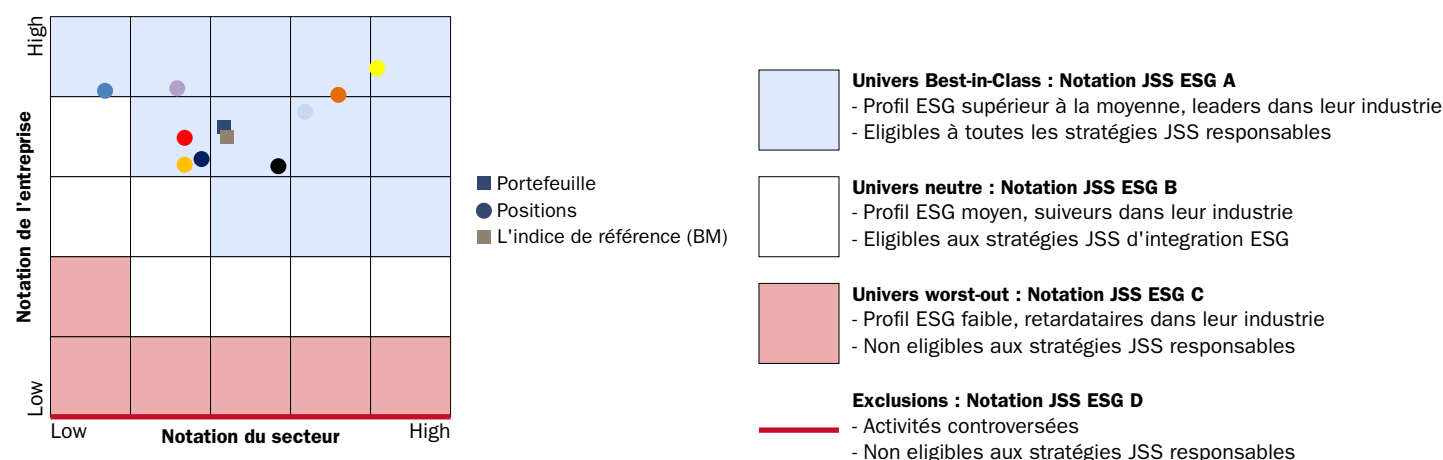 High
Notation de l'entreprise
Low
Low
Notation du secteur
High
Portefeuille
Positions
L'indice de référence (BM)
Univers Best-in-Class : Notation JSS ESG A
- Profil ESG supérieur à la moyenne, leaders dans leur industrie
- Eligibles à toutes les stratégies JSS responsables
Univers neutre : Notation JSS ESG B
- Profil ESG moyen, suiveurs dans leur industrie
- Eligibles aux stratégies JSS d'integration ESG
Univers worst-out : Notation JSS ESG C
- Profil ESG faible, retardataires dans leur industrie
- Non eligibles aux stratégies JSS responsables
Exclusions : Notation JSS ESG D
- Activités controversées
- Non eligibles aux stratégies JSS responsables